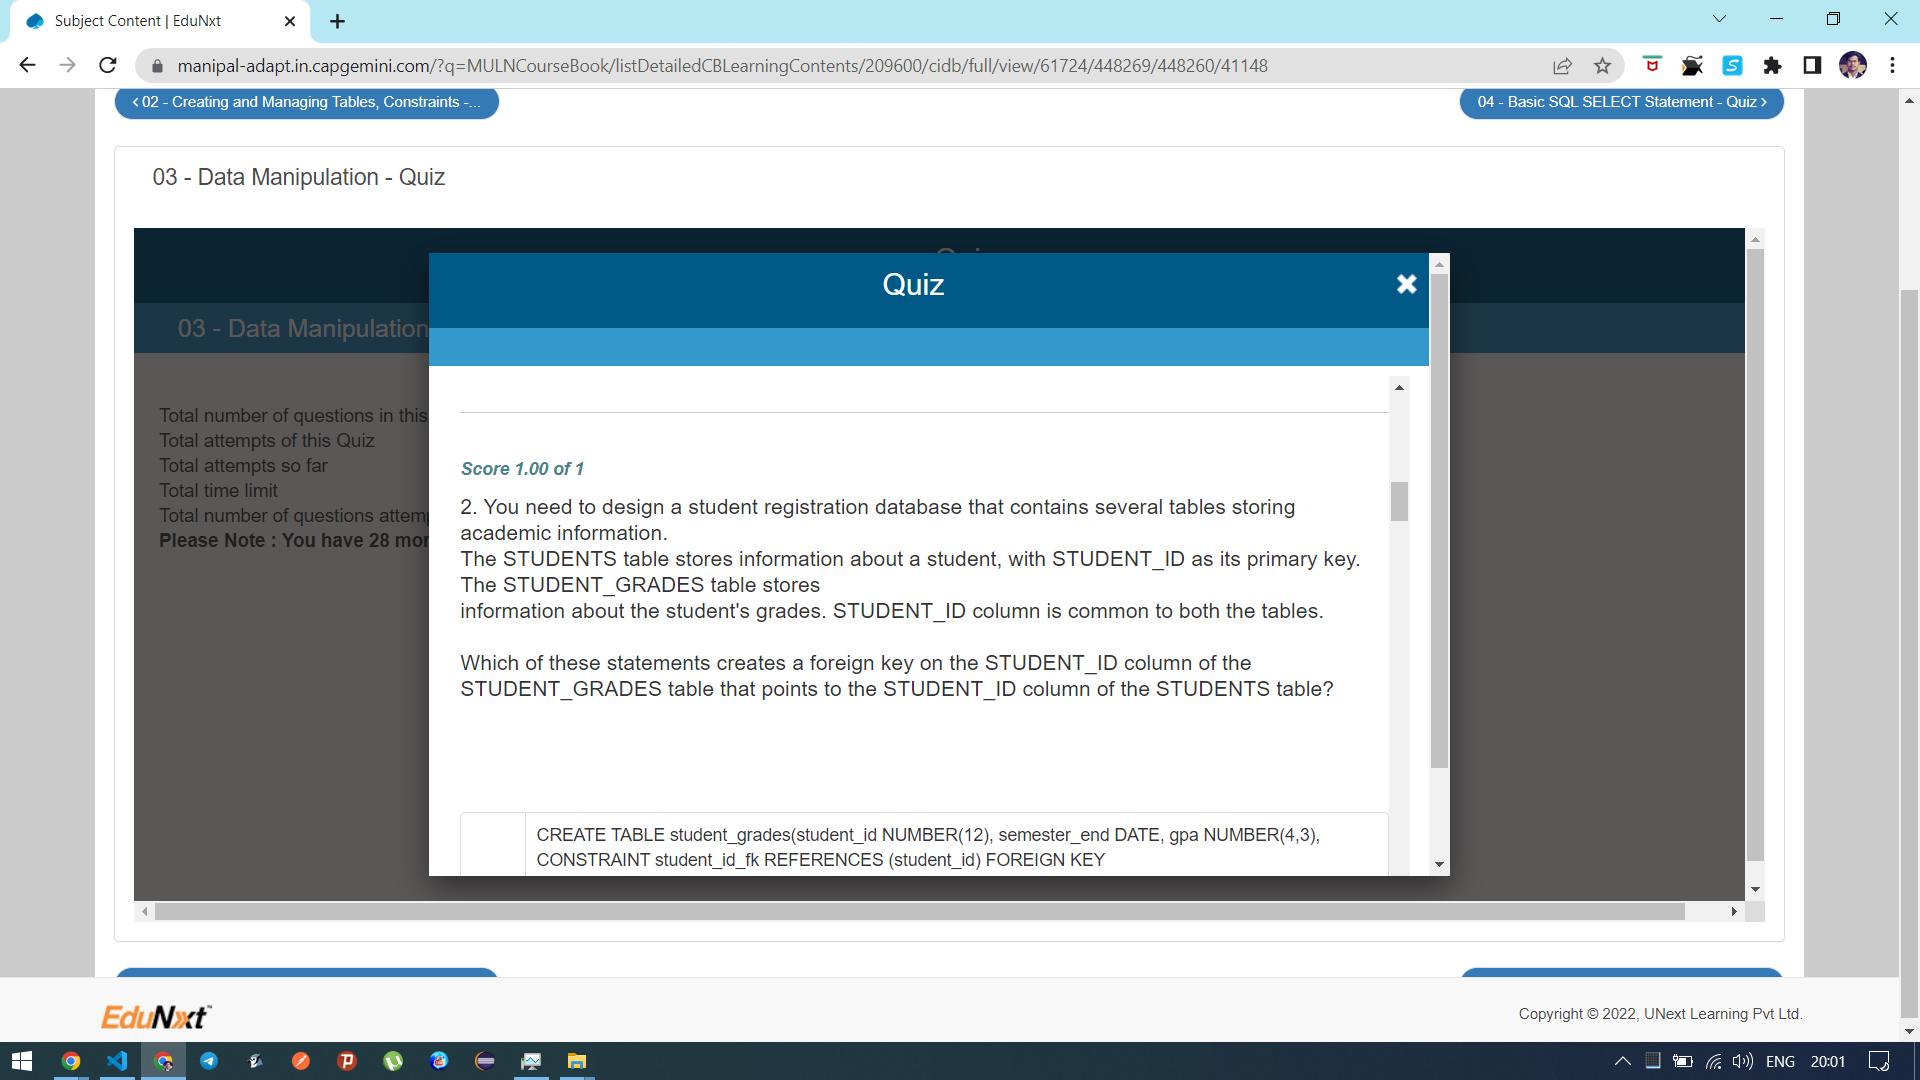 Subject Content | EduNxt
manipal-adapt.in.capgemini.com/?q=MULNCourseBook/listDetailedCBLearningContents/209600/cidb/full/view/61724/448269/448260/41148
02 - Creating and Managing Tables, Constraints -...
04 - Basic SQL SELECT Statement - Quiz
03 - Data Manipulation - Quiz
Quiz
03 - Data Manipulation
Total number of questions in this
Total attempts of this Quiz
Total attempts so far
Total time limit
Total number of questions attemp
Please Note : You have 28 mor
Score 1.00 of 1
2. You need to design a student registration database that contains several tables storing
academic information.
The STUDENTS table stores information about a student, with STUDENT_ID as its primary key.
The STUDENT_GRADES table stores
information about the student's grades. STUDENT_ID column is common to both the tables.
Which of these statements creates a foreign key on the STUDENT_ID column of the
STUDENT_GRADES table that points to the STUDENT_ID column of the STUDENTS table?
CREATE TABLE student_grades(student_id NUMBER(12), semester_end DATE, gpa NUMBER(4,3),
CONSTRAINT student_id_fk REFERENCES (student_id) FOREIGN KEY
EduNxt™
Copyright © 2022, UNext Learning Pvt Ltd.
ENG 20:01